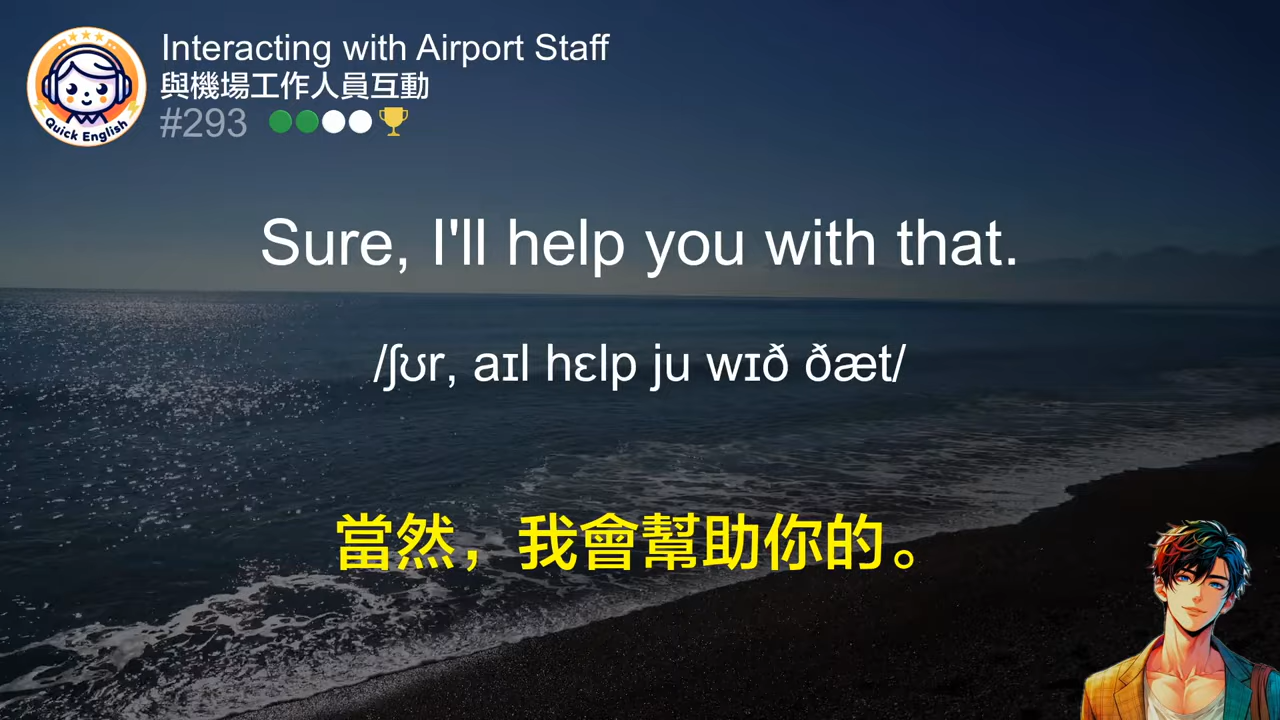 Interacting with Airport Staff
與機場工作人員互動
#293
Quick English
Sure, I'll help you with that.
/ʃʊr, aɪl hɛlp ju wɪð ðæt/
當然，我會幫助你的。